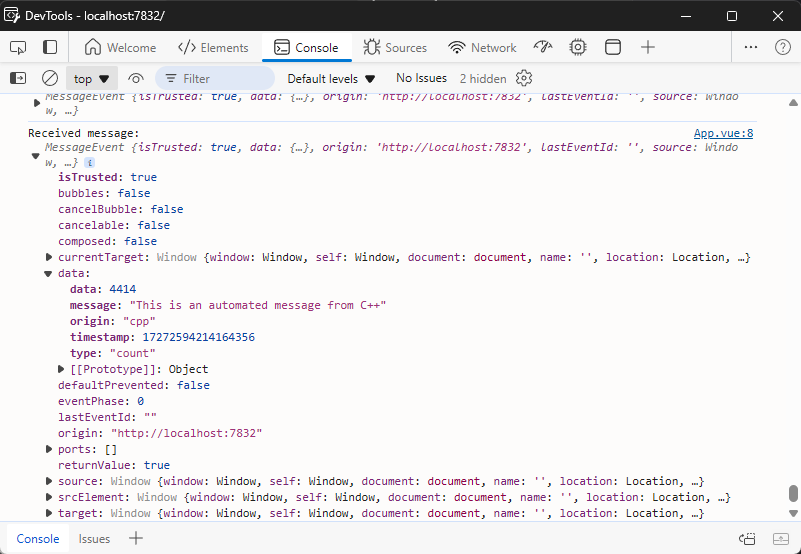 DevTools - localhost:7832/
Welcome Elements Console Sources Network
top Filter Default levels No Issues 2 hidden
MessageEvent {isTrusted: true, data: {…}, origin: 'http://localhost:7832', lastEventId: '', source: Windo
w, …}
Received message: App.vue:8
MessageEvent {isTrusted: true, data: {…}, origin: 'http://localhost:7832', lastEventId: '', source: Windo
w, …} i
isTrusted: true
bubbles: false
cancelBubble: false
cancelable: false
composed: false
currentTarget: Window {window: Window, self: Window, document: document, name: '', location: Location, …}
data:
data: 4414
message: "This is an automated message from C++"
origin: "cpp"
timestamp: 17272594214164356
type: "count"
[[Prototype]]: Object
defaultPrevented: false
eventPhase: 0
lastEventId: ""
origin: "http://localhost:7832"
ports: []
returnValue: true
source: Window {window: Window, self: Window, document: document, name: '', location: Location, …}
srcElement: Window {window: Window, self: Window, document: document, name: '', location: Location, …}
target: Window {window: Window, self: Window, document: document, name: '', location: Location, …}
Console Issues